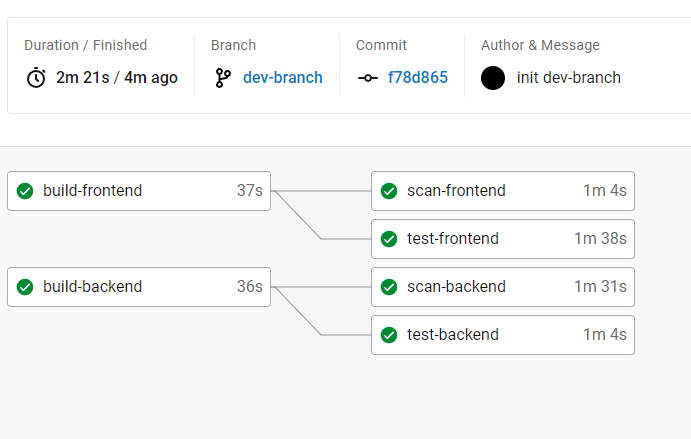 Duration / Finished
2m 21s / 4m ago
Branch
dev-branch
Commit
f78d865
Author & Message
init dev-branch
build-frontend 37s
scan-frontend 1m 4s
test-frontend 1m 38s
build-backend 36s
scan-backend 1m 31s
test-backend 1m 4s